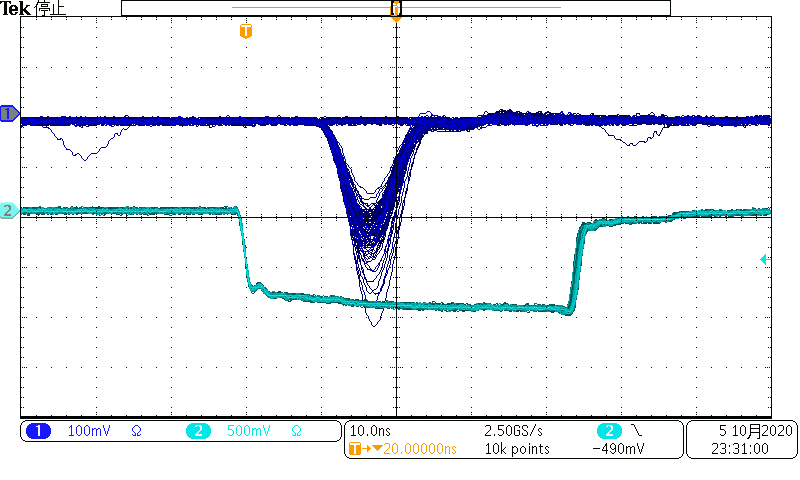 Tek 停止
T
1
2
1 100mV Ω 2 500mV Ω
10.0ns 2.50GS/s 2
T→▼20.00000ns 10k points −490mV
5 10月2020
23:31:00